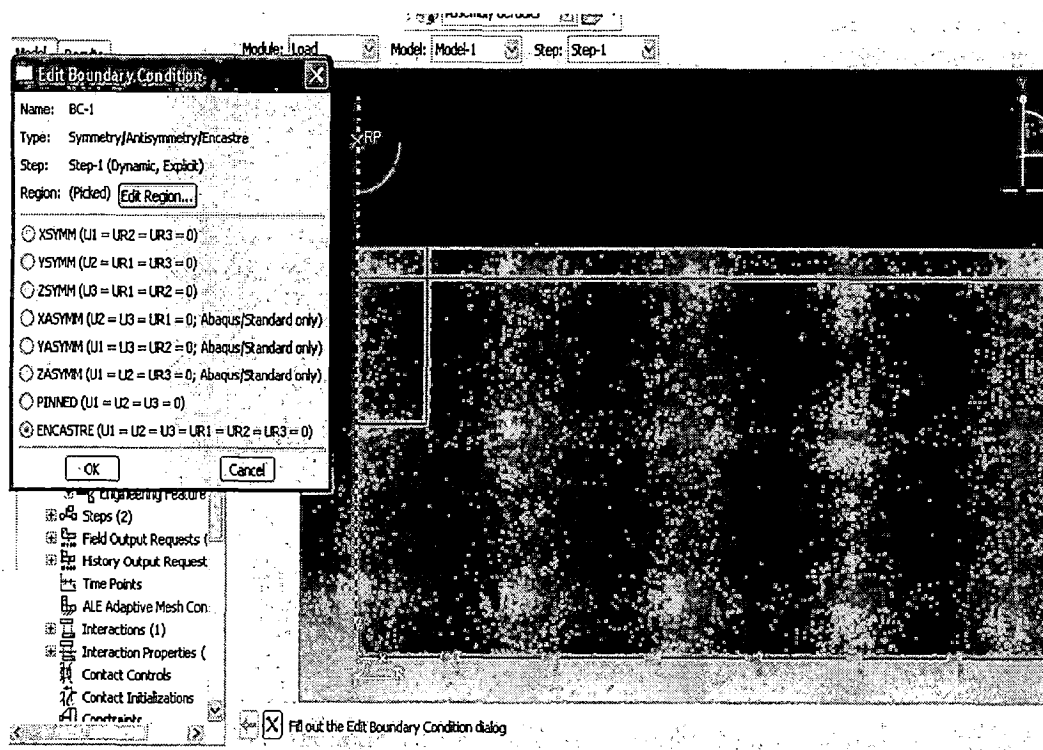 Assembly defaults
Model Results
Module: Load Model: Model-1 Step: Step-1
Edit Boundary Condition
Name: BC-1
Type: Symmetry/Antisymmetry/Encastre
Step: Step-1 (Dynamic, Explicit)
Region: (Picked) Edit Region...
XSYMM (U1 = UR2 = UR3 = 0)
YSYMM (U2 = UR1 = UR3 = 0)
ZSYMM (U3 = UR1 = UR2 = 0)
XASYMM (U2 = U3 = UR1 = 0; Abaqus/Standard only)
YASYMM (U1 = U3 = UR2 = 0; Abaqus/Standard only)
ZASYMM (U1 = U2 = UR3 = 0; Abaqus/Standard only)
PINNED (U1 = U2 = U3 = 0)
ENCASTRE (U1 = U2 = U3 = UR1 = UR2 = UR3 = 0)
OK Cancel
Engineering Feature
Steps (2)
Field Output Requests (
History Output Request
Time Points
ALE Adaptive Mesh Con
Interactions (1)
Interaction Properties (
Contact Controls
Contact Initializations
Constraints
RP
Y
Fill out the Edit Boundary Condition dialog